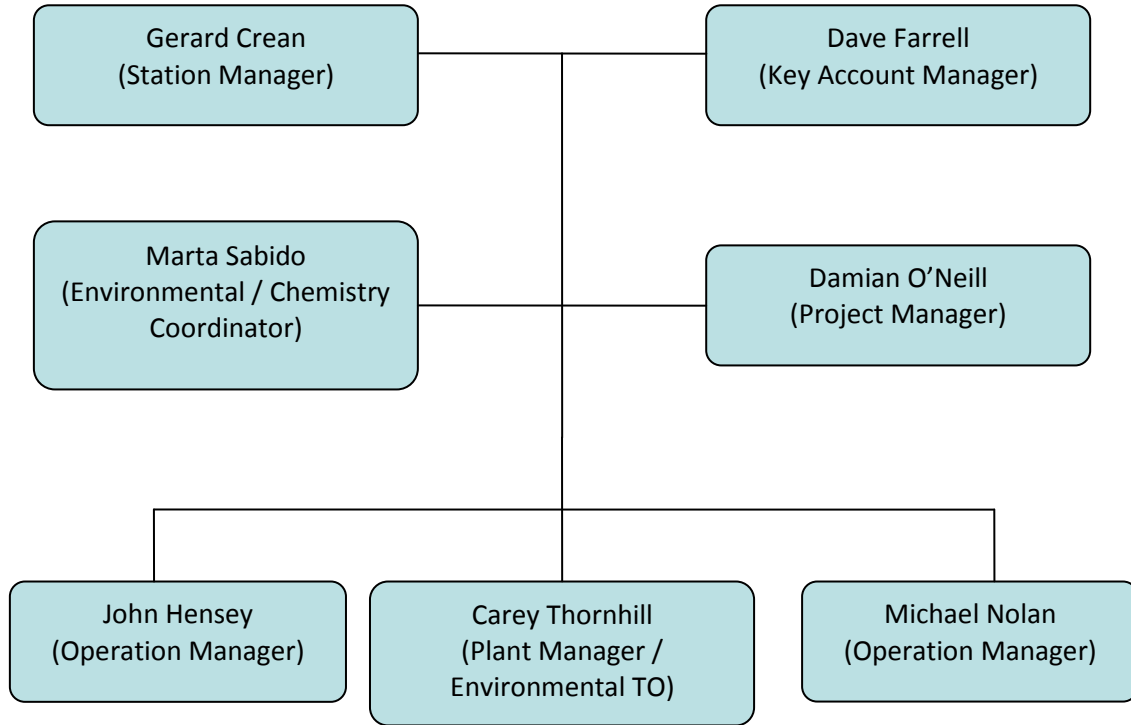 Gerard Crean
(Station Manager)
Dave Farrell
(Key Account Manager)
Marta Sabido
(Environmental / Chemistry
Coordinator)
Damian O’Neill
(Project Manager)
John Hensey
(Operation Manager)
Carey Thornhill
(Plant Manager /
Environmental TO)
Michael Nolan
(Operation Manager)